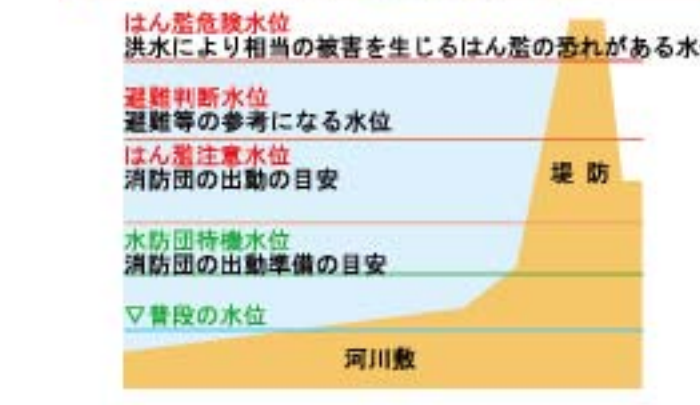 はん濫危険水位
洪水により相当の被害を生じるはん濫の恐れがある水
避難判断水位
避難等の参考になる水位
はん濫注意水位
消防団の出動の目安
堤 防
水防団待機水位
消防団の出動準備の目安
▽普段の水位
河川敷